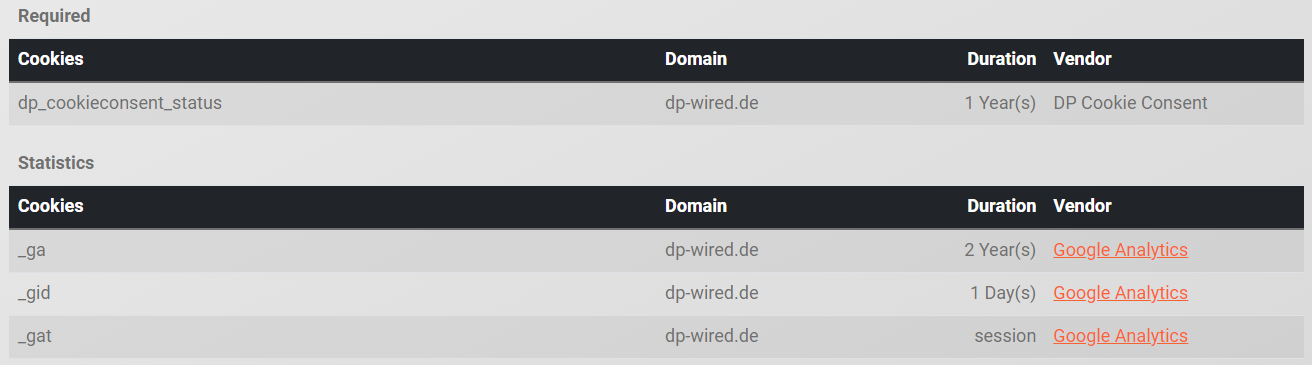 Required
Cookies Domain Duration Vendor
dp_cookieconsent_status dp-wired.de 1 Year(s) DP Cookie Consent
Statistics
Cookies Domain Duration Vendor
_ga dp-wired.de 2 Year(s) Google Analytics
_gid dp-wired.de 1 Day(s) Google Analytics
_gat dp-wired.de session Google Analytics